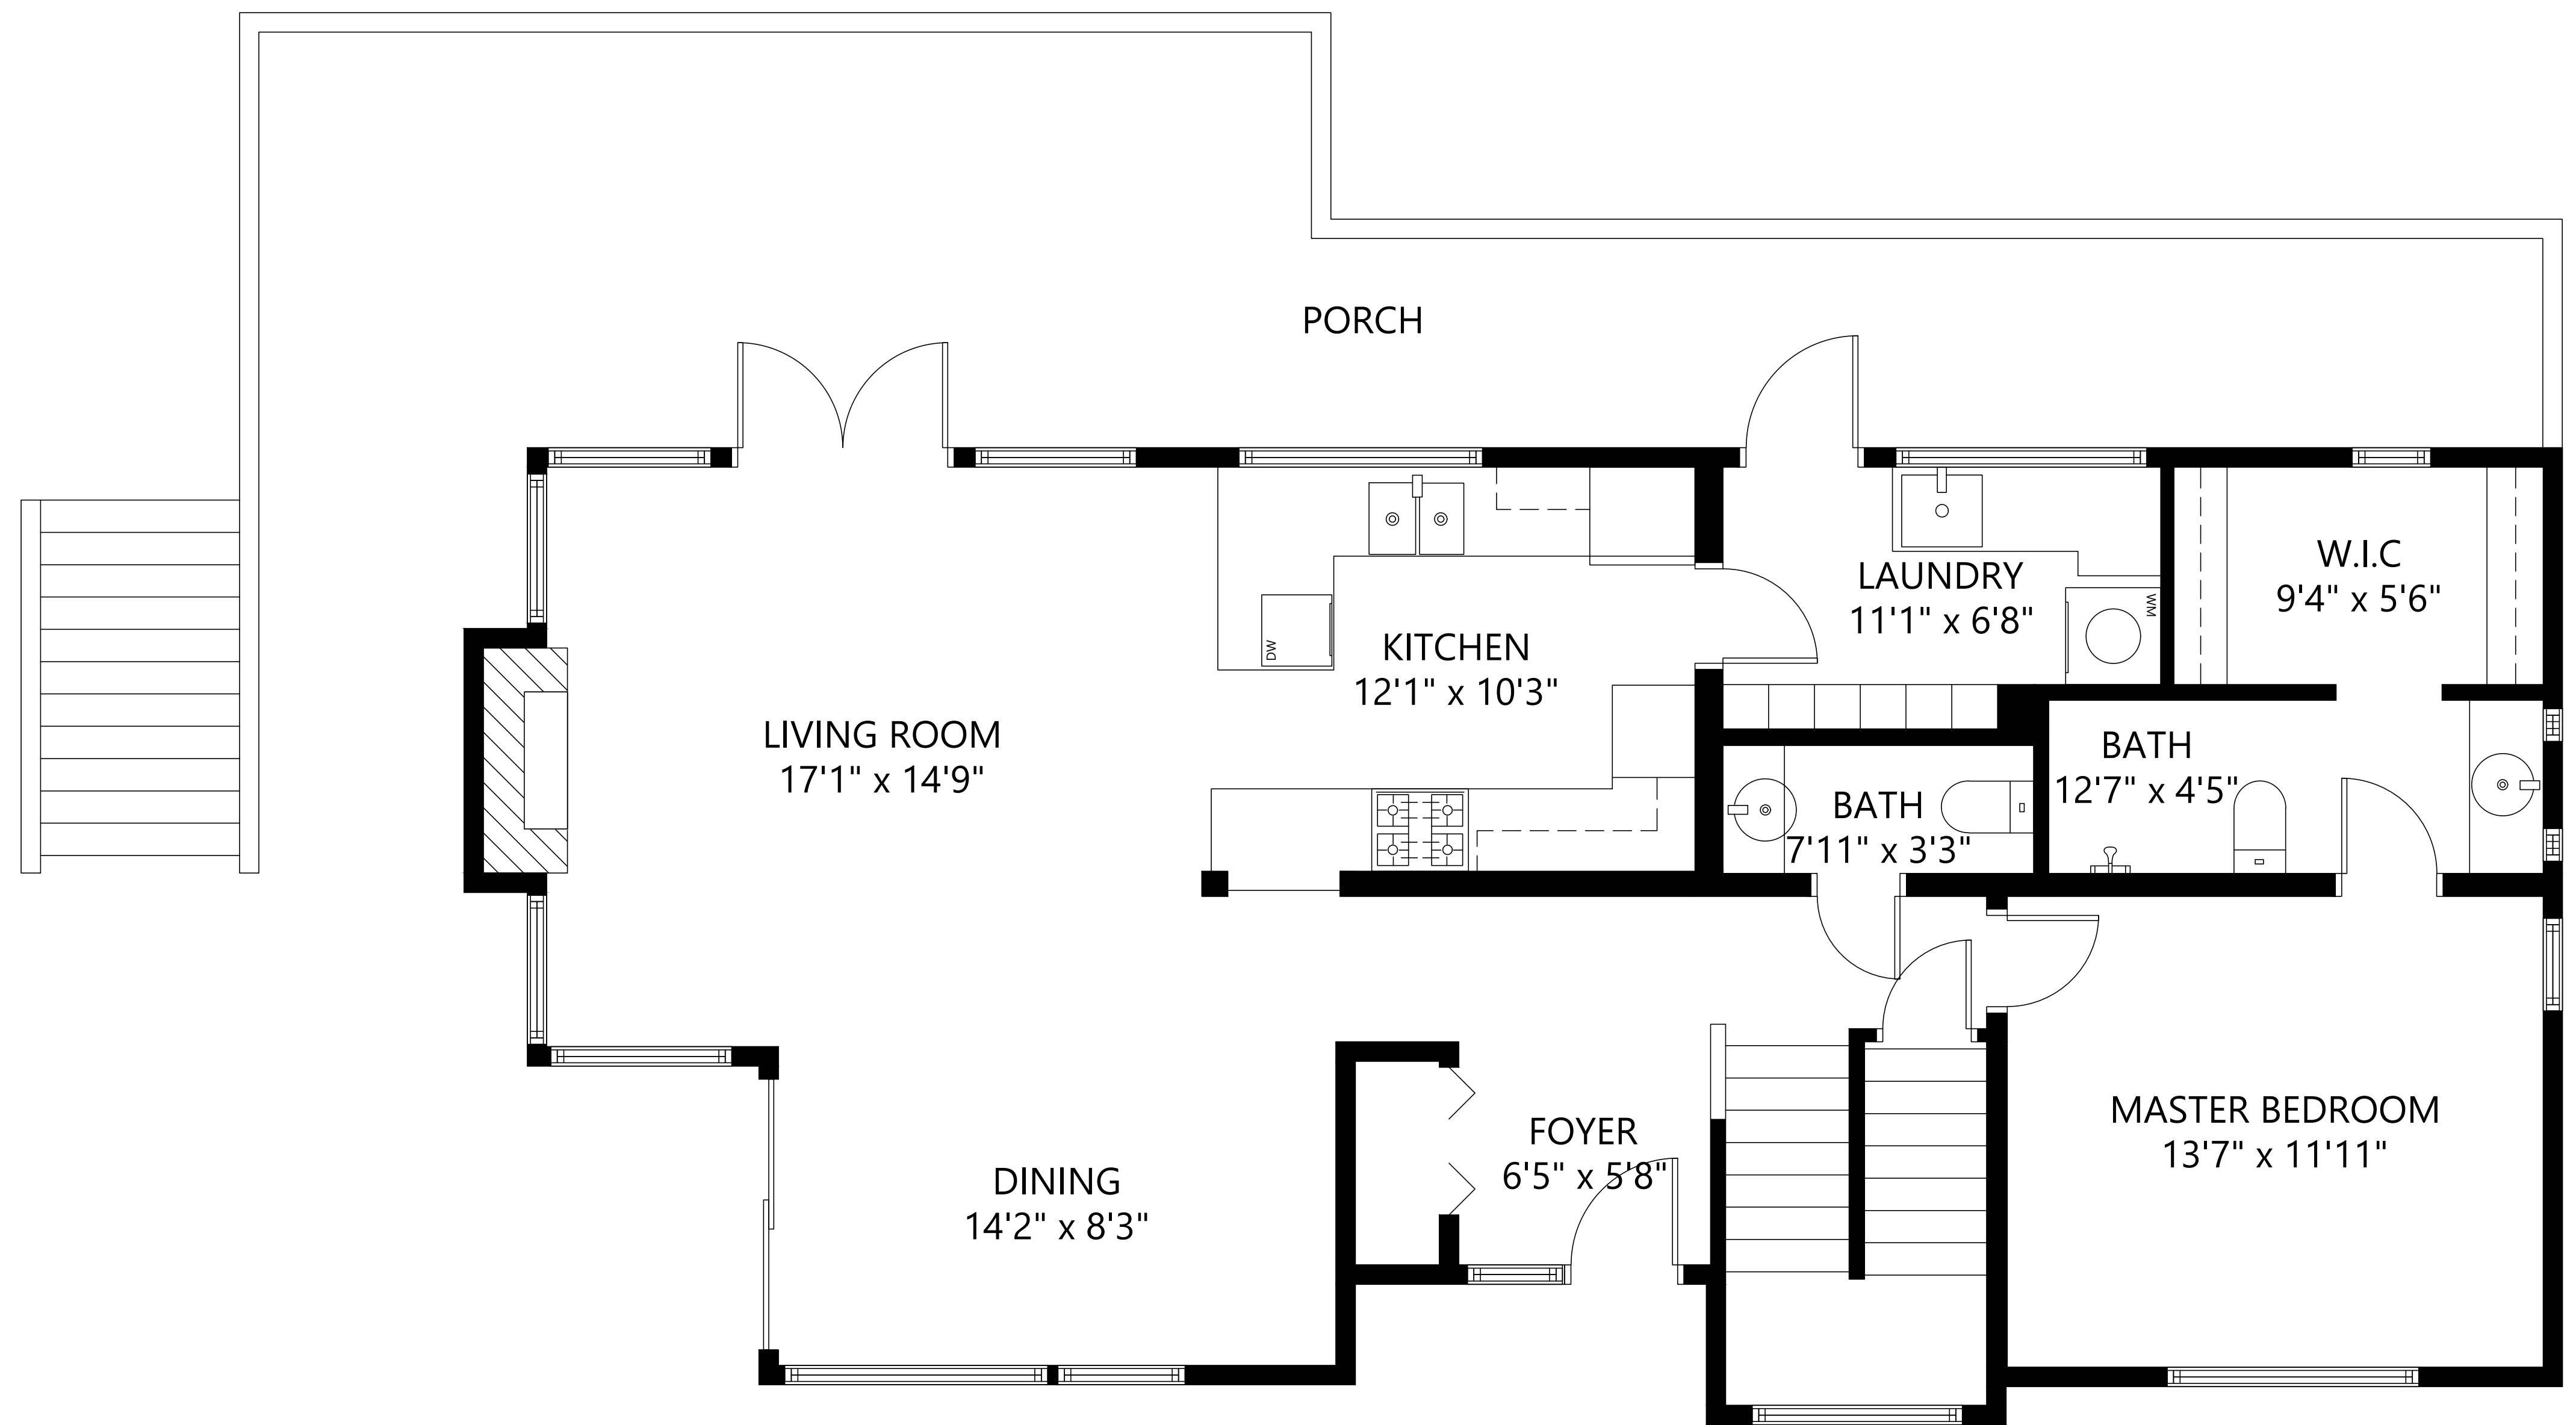 PORCH
LIVING ROOM
17'1" x 14'9"
KITCHEN
12'1" x 10'3"
DW
LAUNDRY
11'1" x 6'8"
WM
W.I.C
9'4" x 5'6"
BATH
7'11" x 3'3"
BATH
12'7" x 4'5"
DINING
14'2" x 8'3"
FOYER
6'5" x 5'8"
MASTER BEDROOM
13'7" x 11'11"